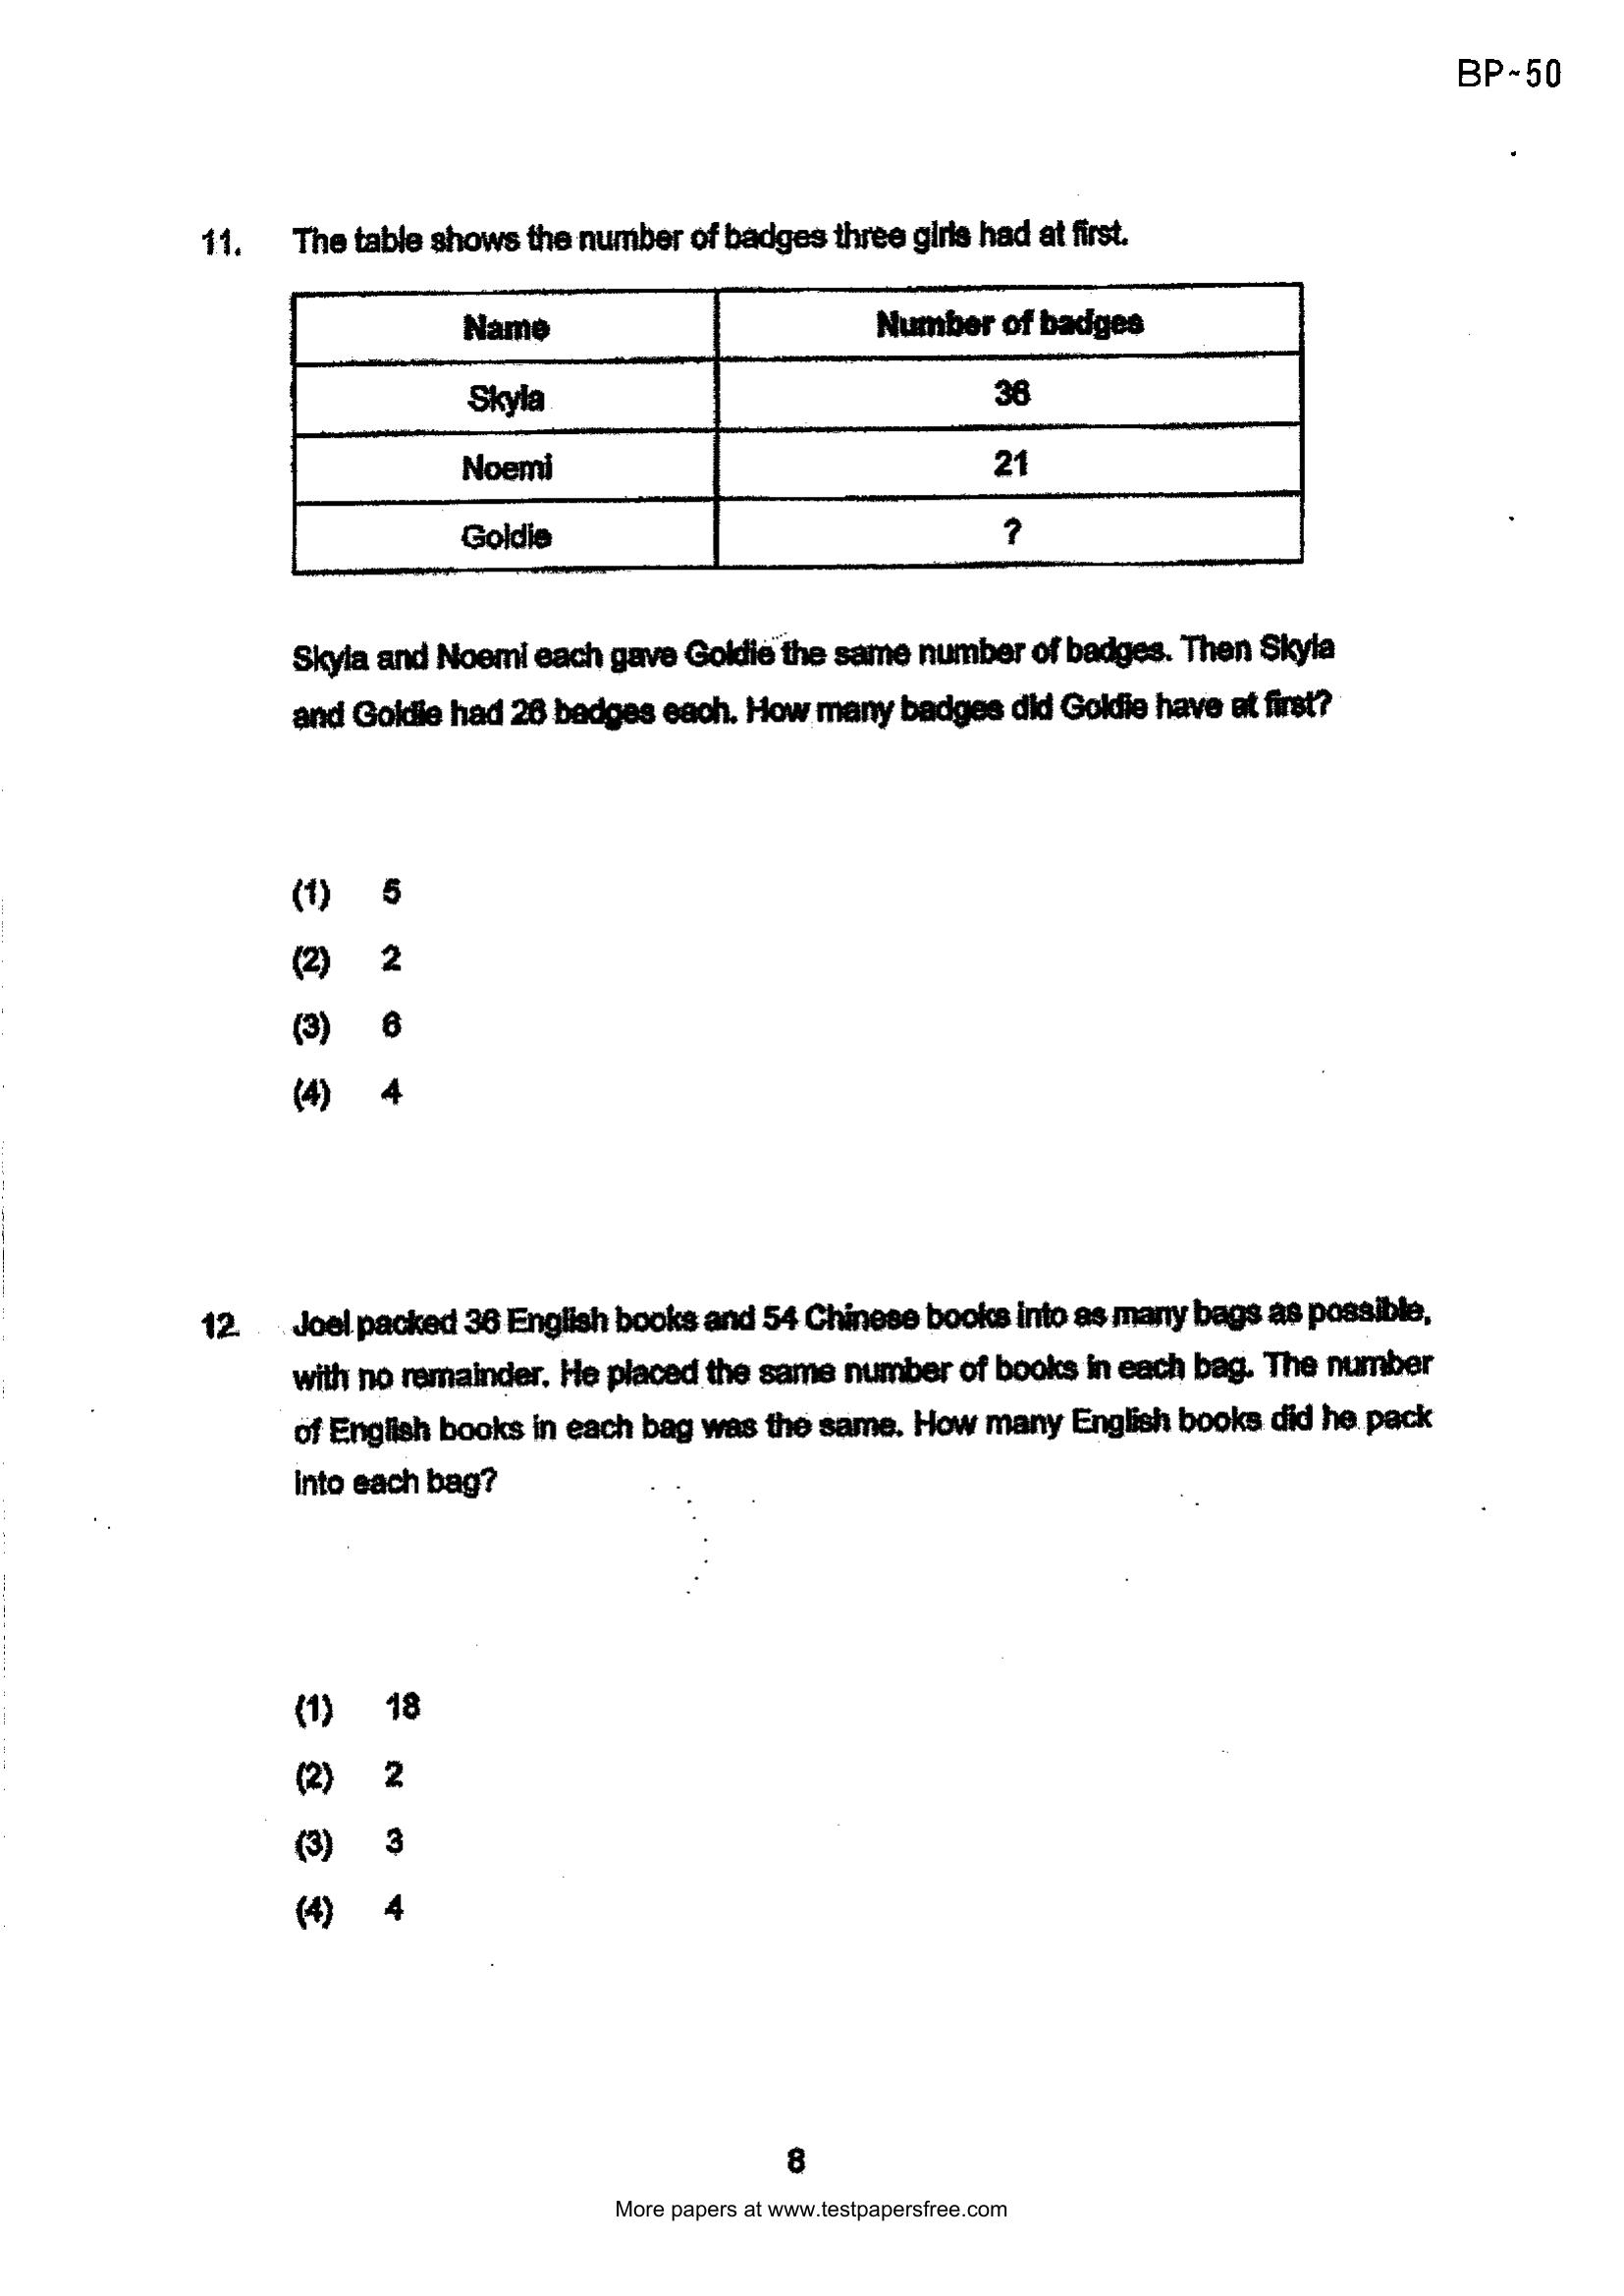 BP~50
11. The table shows the number of badges three girls had at first.
Name Number of badges
Skyla 36
Noemi 21
Goldie ?
Skyla and Noemi each gave Goldie the same number of badges. Then Skyla
and Goldie had 26 badges each. How many badges did Goldie have at first?
(1) 5
(2) 2
(3) 6
(4) 4
12. Joel packed 36 English books and 54 Chinese books into as many bags as possible,
with no remainder. He placed the same number of books in each bag. The number
of English books in each bag was the same. How many English books did he pack
into each bag?
(1) 18
(2) 2
(3) 3
(4) 4
8
More papers at www.testpapersfree.com